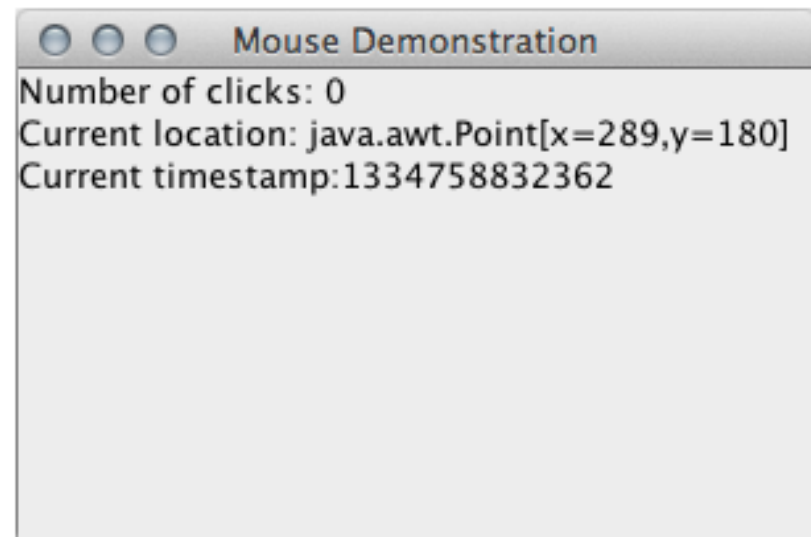 Mouse Demonstration
Number of clicks: 0
Current location: java.awt.Point[x=289,y=180]
Current timestamp:1334758832362